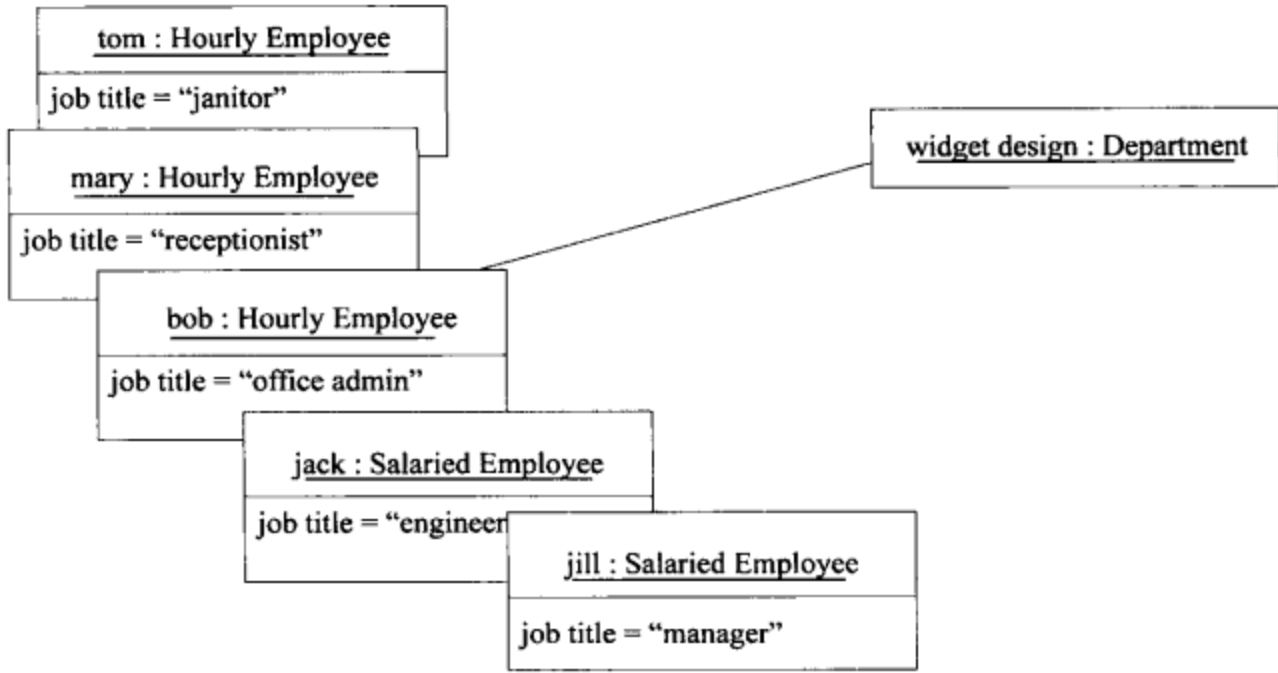 tom : Hourly Employee
job title = “janitor”
mary : Hourly Employee
job title = “receptionist”
bob : Hourly Employee
job title = “office admin”
jack : Salaried Employee
job title = “engineer
jill : Salaried Employee
job title = “manager”
widget design : Department